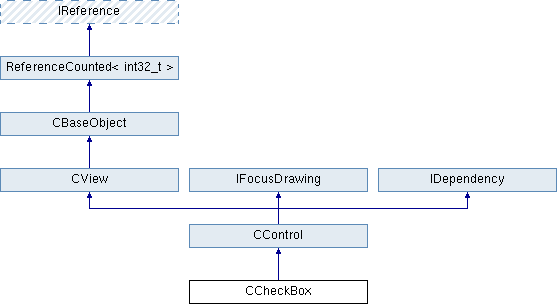 IReference
ReferenceCounted< int32_t >
CBaseObject
CView
IFocusDrawing
IDependency
CControl
CCheckBox